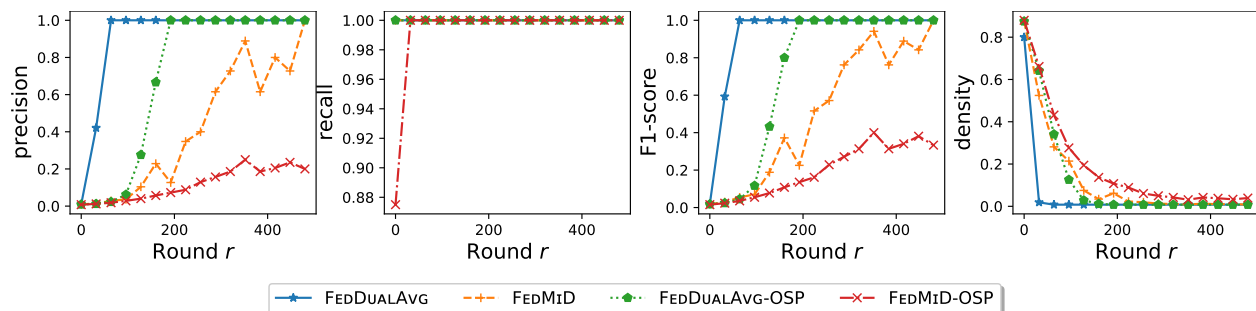 precision
1.0
0.8
0.6
0.4
0.2
0.0
0 200 400
Round r
recall
1.00
0.98
0.96
0.94
0.92
0.90
0.88
0 200 400
Round r
F1-score
1.0
0.8
0.6
0.4
0.2
0.0
0 200 400
Round r
density
0.8
0.6
0.4
0.2
0.0
0 200 400
Round r
FEDDUALAVG FEDMID FEDDUALAVG-OSP FEDMID-OSP